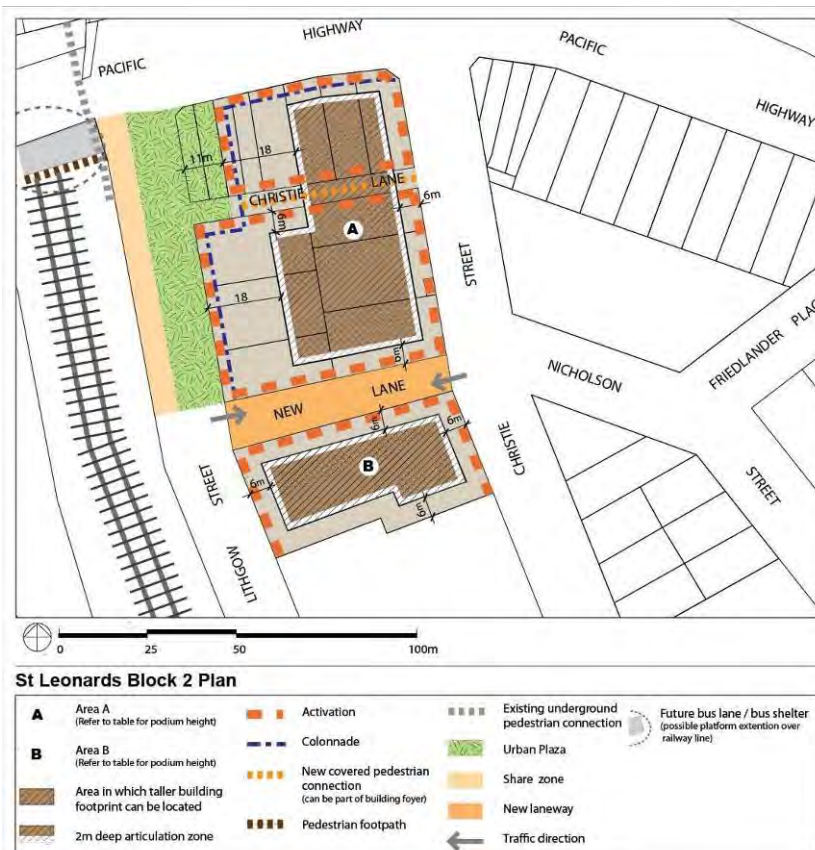 HIGHWAY
PACIFIC
PACIFIC
HIGHWAY
11m
18
CHRISTIE LANE
6m
6m
A
STREET
18
6m
NICHOLSON
FRIEDLANDER PLAC
NEW LANE
6m
6m
B
CHRISTIE
STREET
6m
6m
STREET
LITHGOW
0 25 50 100m
St Leonards Block 2 Plan
A Area A
(Refer to table for podium height)
B Area B
(Refer to table for podium height)
Area in which taller building
footprint can be located
2m deep articulation zone
Activation
Colonnade
New covered pedestrian
connection
(can be part of building foyer)
Pedestrian footpath
Existing underground
pedestrian connection
Urban Plaza
Share zone
New laneway
Traffic direction
Future bus lane / bus shelter
(possible platform extention over
railway line)